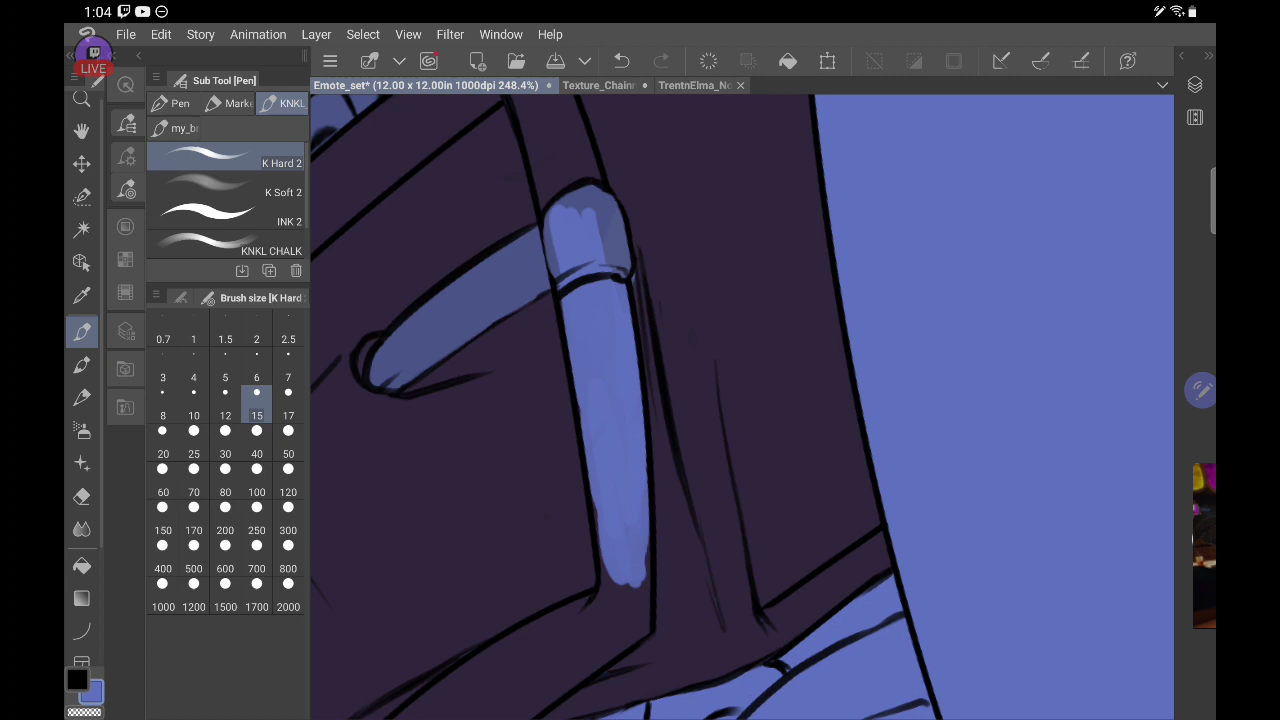 1:04
File Edit Story Animation Layer Select View Filter Window Help
LIVE
Sub Tool [Pen]
Emote_set* (12.00 x 12.00in 1000dpi 248.4%) Texture_Chain TrentnElma_No
Pen Marke KNKL
my_br
K Hard 2
K Soft 2
INK 2
KNKL CHALK
Brush size [K Hard
0.7 1 1.5 2 2.5
3 4 5 6 7
8 10 12 15 17
20 25 30 40 50
60 70 80 100 120
150 170 200 250 300
400 500 600 700 800
1000 1200 1500 1700 2000